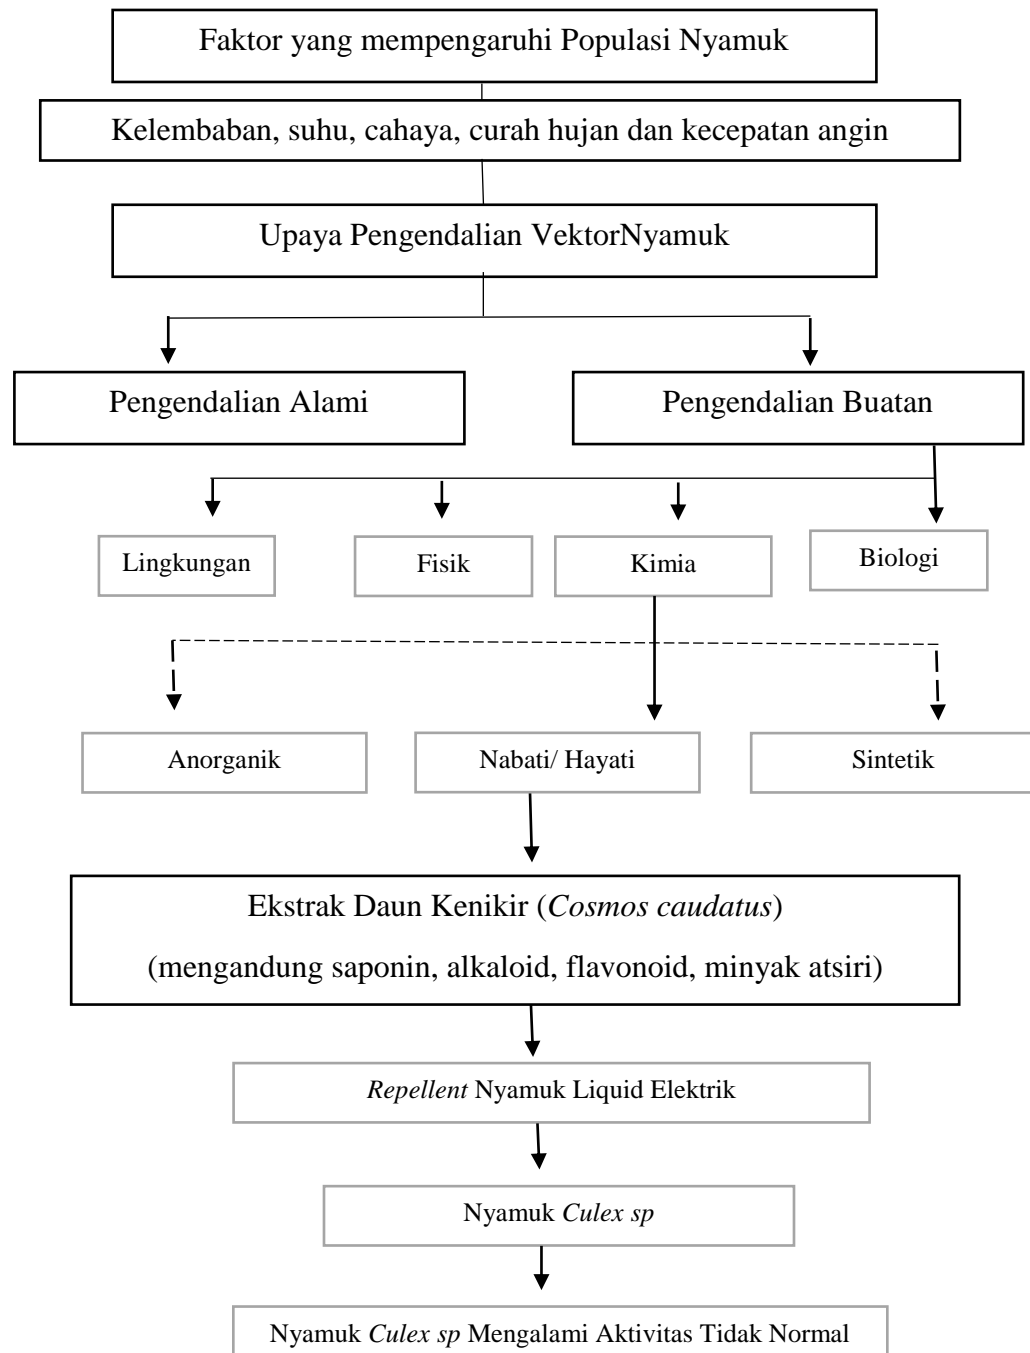 Faktor yang mempengaruhi Populasi Nyamuk
Kelembaban, suhu, cahaya, curah hujan dan kecepatan angin
Upaya Pengendalian VektorNyamuk
Pengendalian Alami
Pengendalian Buatan
Lingkungan
Fisik
Kimia
Biologi
Anorganik
Nabati/ Hayati
Sintetik
Ekstrak Daun Kenikir (Cosmos caudatus)
(mengandung saponin, alkaloid, flavonoid, minyak atsiri)
Repellent Nyamuk Liquid Elektrik
Nyamuk Culex sp
Nyamuk Culex sp Mengalami Aktivitas Tidak Normal